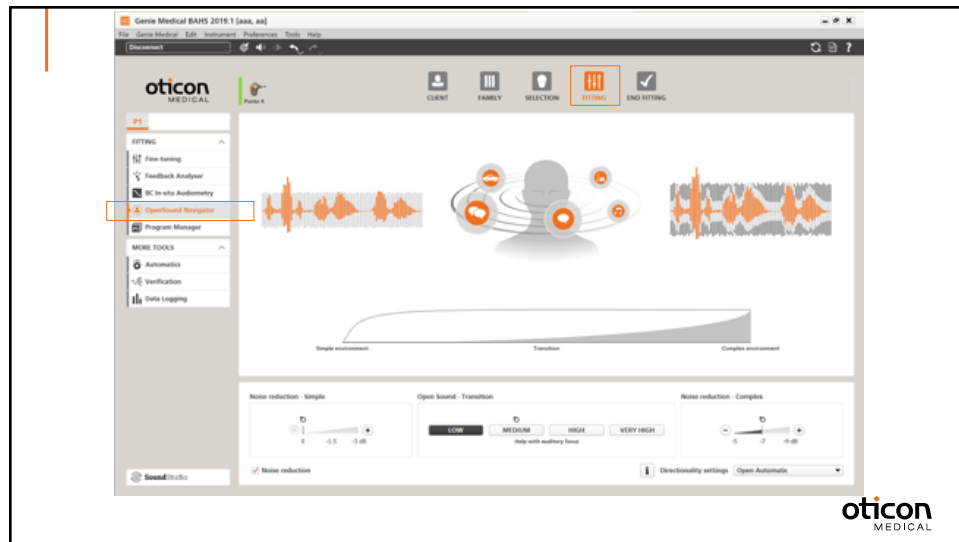 Genie Medical BAHS 2019.1 [aaa, aa]
File Genie Medical Edit Instrument Preferences Tools Help
Disconnect
oticon
MEDICAL
Ponto 4
CLIENT FAMILY SELECTION FITTING END FITTING
P1
FITTING
Fine-tuning
Feedback Analyser
BC In-situ Audiometry
OpenSound Navigator
Program Manager
MORE TOOLS
Automatics
Verification
Data Logging
Simple environment Transition Complex environment
Noise reduction - Simple Open Sound - Transition Noise reduction - Complex
LOW MEDIUM HIGH VERY HIGH
Help with auditory focus
0 -1.5 -3 dB -5 -7 -9 dB
Noise reduction Directionality settings Open Automatic
SoundStudio
oticon
MEDICAL